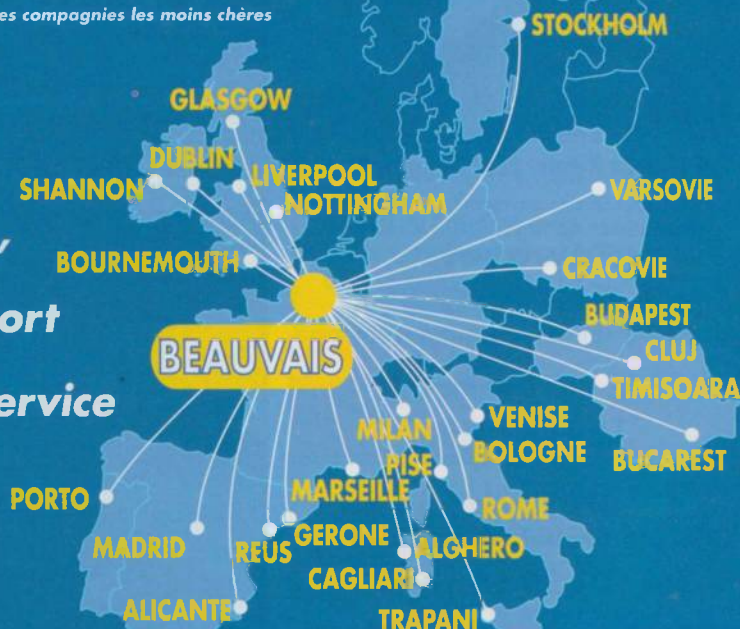 es compagnies les moins chères
STOCKHOLM
GLASGOW
DUBLIN
LIVERPOOL
SHANNON
VARSOVIE
NOTTINGHAM
BOURNEMOUTH
CRACOVIE
ort
BUDAPEST
BEAUVAIS
CLUJ
TIMISOARA
ervice
VENISE
MILAN
BOLOGNE
BUCAREST
PISE
MARSEILLE
PORTO
ROME
GERONE
MADRID
REUS
ALGHERO
CAGLIARI
ALICANTE
TRAPANI